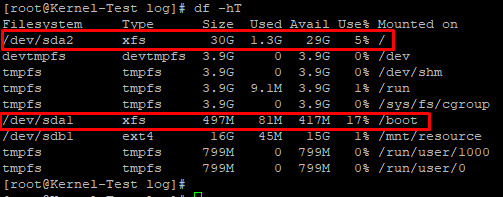 [root@Kernel-Test log]# df -hT
Filesystem     Type      Size  Used Avail Use% Mounted on
/dev/sda2      xfs        30G  1.3G   29G   5% /
devtmpfs       devtmpfs  3.9G     0  3.9G   0% /dev
tmpfs          tmpfs     3.9G     0  3.9G   0% /dev/shm
tmpfs          tmpfs     3.9G  9.1M  3.9G   1% /run
tmpfs          tmpfs     3.9G     0  3.9G   0% /sys/fs/cgroup
/dev/sda1      xfs       497M   81M  417M  17% /boot
/dev/sdb1      ext4       16G   45M   15G   1% /mnt/resource
tmpfs          tmpfs     799M     0  799M   0% /run/user/1000
tmpfs          tmpfs     799M     0  799M   0% /run/user/0
[root@Kernel-Test log]#
[root@Kernel-Test log]#